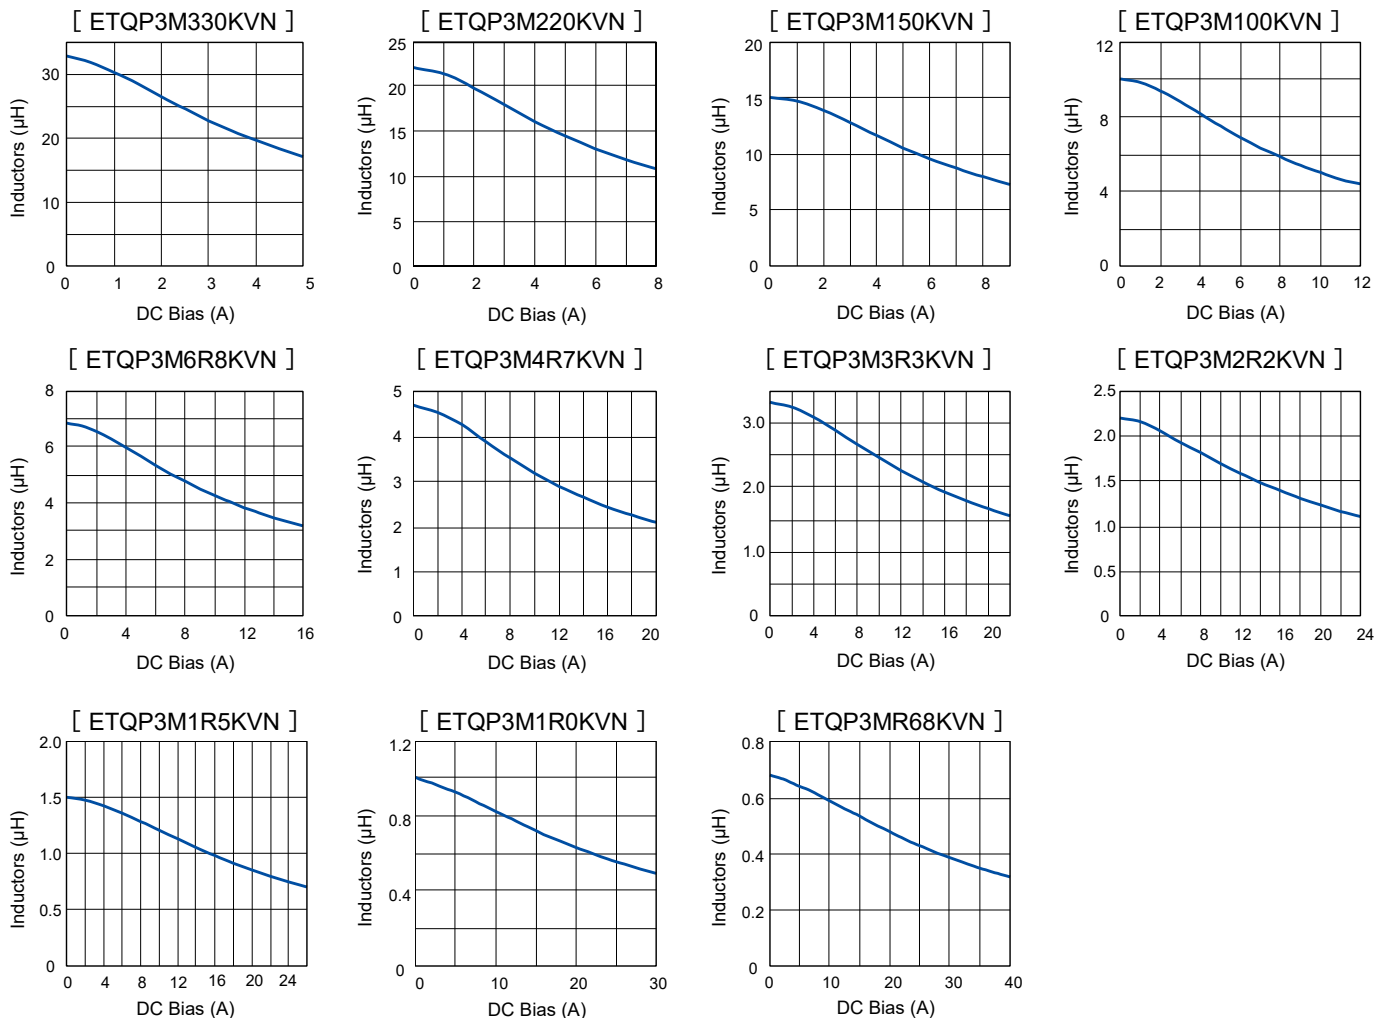 [ ETQP3M330KVN ]
30
20
10
0
0 1 2 3 4 5
Inductors (µH)
DC Bias (A)
[ ETQP3M220KVN ]
25
20
15
10
5
0
0 2 4 6 8
Inductors (µH)
DC Bias (A)
[ ETQP3M150KVN ]
20
15
10
5
0
0 2 4 6 8
Inductors (µH)
DC Bias (A)
[ ETQP3M100KVN ]
12
8
4
0
0 2 4 6 8 10 12
Inductors (µH)
DC Bias (A)
[ ETQP3M6R8KVN ]
8
6
4
2
0
0 4 8 12 16
Inductors (µH)
DC Bias (A)
[ ETQP3M4R7KVN ]
5
4
3
2
1
0
0 4 8 12 16 20
Inductors (µH)
DC Bias (A)
[ ETQP3M3R3KVN ]
3.0
2.0
1.0
0
0 4 8 12 16 20
Inductors (µH)
DC Bias (A)
[ ETQP3M2R2KVN ]
2.5
2.0
1.5
1.0
0.5
0
0 4 8 12 16 20 24
Inductors (µH)
DC Bias (A)
[ ETQP3M1R5KVN ]
2.0
1.5
1.0
0.5
0
0 4 8 12 16 20 24
Inductors (µH)
DC Bias (A)
[ ETQP3M1R0KVN ]
1.2
0.8
0.4
0
0 10 20 30
Inductors (µH)
DC Bias (A)
[ ETQP3MR68KVN ]
0.8
0.6
0.4
0.2
0
0 10 20 30 40
Inductors (µH)
DC Bias (A)